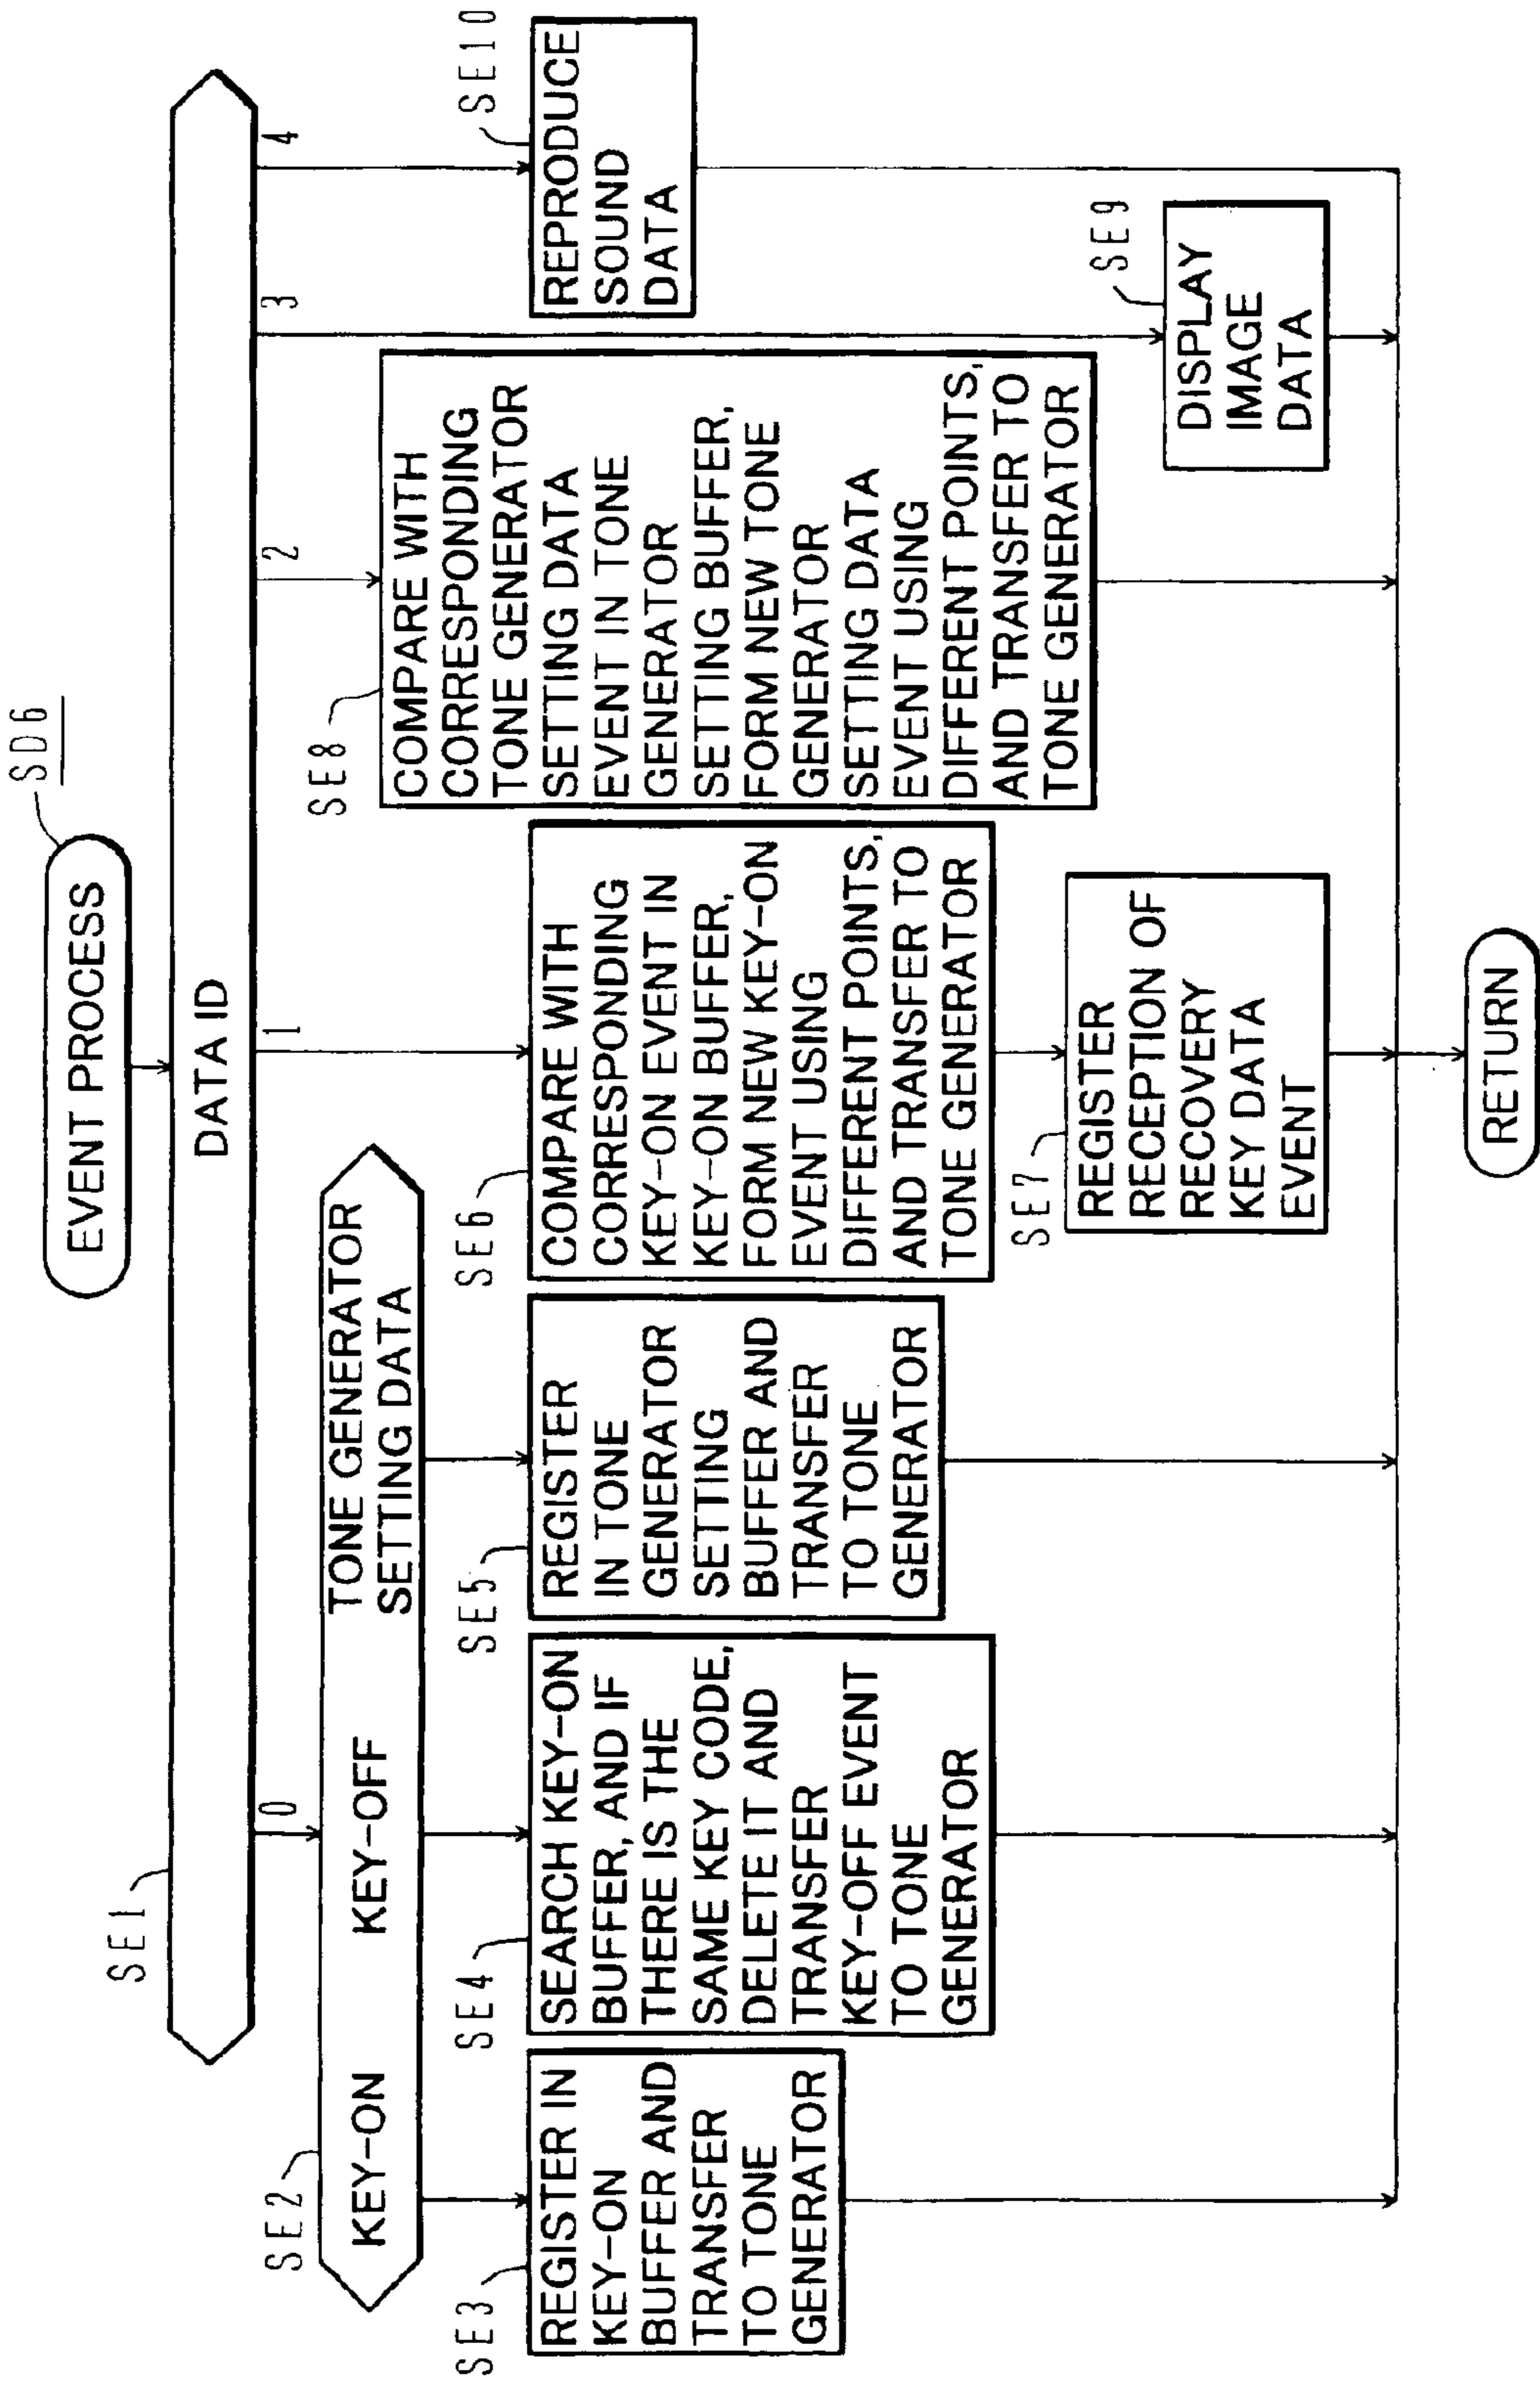 EVENT PROCESS
SD6
SE1
DATA ID
0
1
2
3
4
SE2
KEY-ON
KEY-OFF
TONE GENERATOR
SETTING DATA
SE3
REGISTER IN
KEY-ON
BUFFER AND
TRANSFER
TO TONE
GENERATOR
SE4
SEARCH KEY-ON
BUFFER, AND IF
THERE IS THE
SAME KEY CODE,
DELETE IT AND
TRANSFER
KEY-OFF EVENT
TO TONE
GENERATOR
SE5
REGISTER
IN TONE
GENERATOR
SETTING
BUFFER AND
TRANSFER
TO TONE
GENERATOR
SE6
COMPARE WITH
CORRESPONDING
KEY-ON EVENT IN
KEY-ON BUFFER,
FORM NEW KEY-ON
EVENT USING
DIFFERENT POINTS,
AND TRANSFER TO
TONE GENERATOR
SE7
REGISTER
RECEPTION OF
RECOVERY
KEY DATA
EVENT
SE8
COMPARE WITH
CORRESPONDING
TONE GENERATOR
SETTING DATA
EVENT IN TONE
GENERATOR
SETTING BUFFER,
FORM NEW TONE
GENERATOR
SETTING DATA
EVENT USING
DIFFERENT POINTS,
AND TRANSFER TO
TONE GENERATOR
SE9
DISPLAY
IMAGE
DATA
SE10
REPRODUCE
SOUND
DATA
RETURN